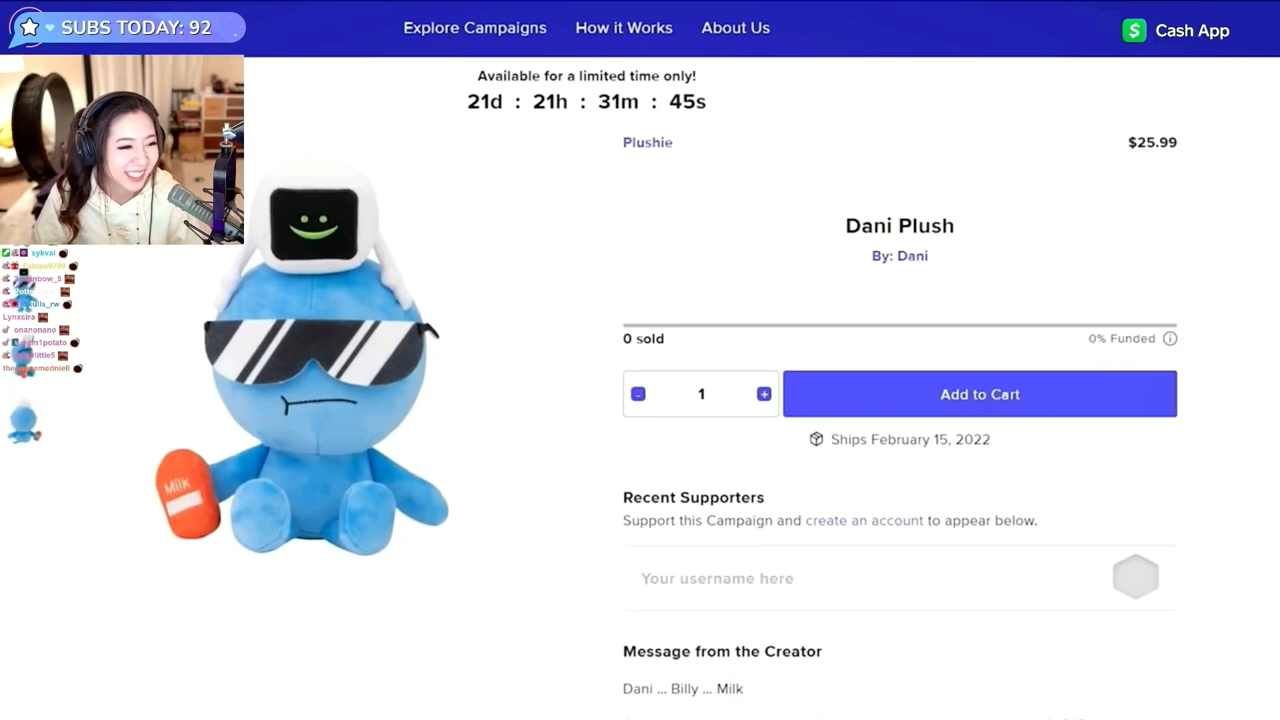 SUBS TODAY: 92
Explore Campaigns
How it Works
About Us
Cash App
Available for a limited time only!
21d : 21h : 31m : 45s
Plushie
$25.99
Dani Plush
By: Dani
0 sold
0% Funded
- 1 +
Add to Cart
Ships February 15, 2022
Recent Supporters
Support this Campaign and create an account to appear below.
Your username here
Message from the Creator
Dani ... Billy ... Milk
Milk
sykvai
Lynxcira
onanonano